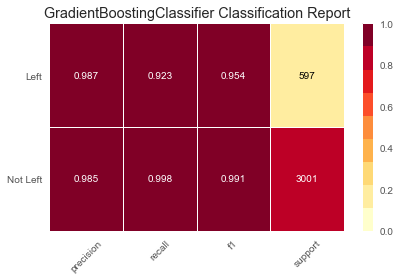 GradientBoostingClassifier Classification Report
Left 0.987 0.923 0.954 597
Not Left 0.985 0.998 0.991 3001
precision recall f1 support
1.0
0.8
0.6
0.4
0.2
0.0